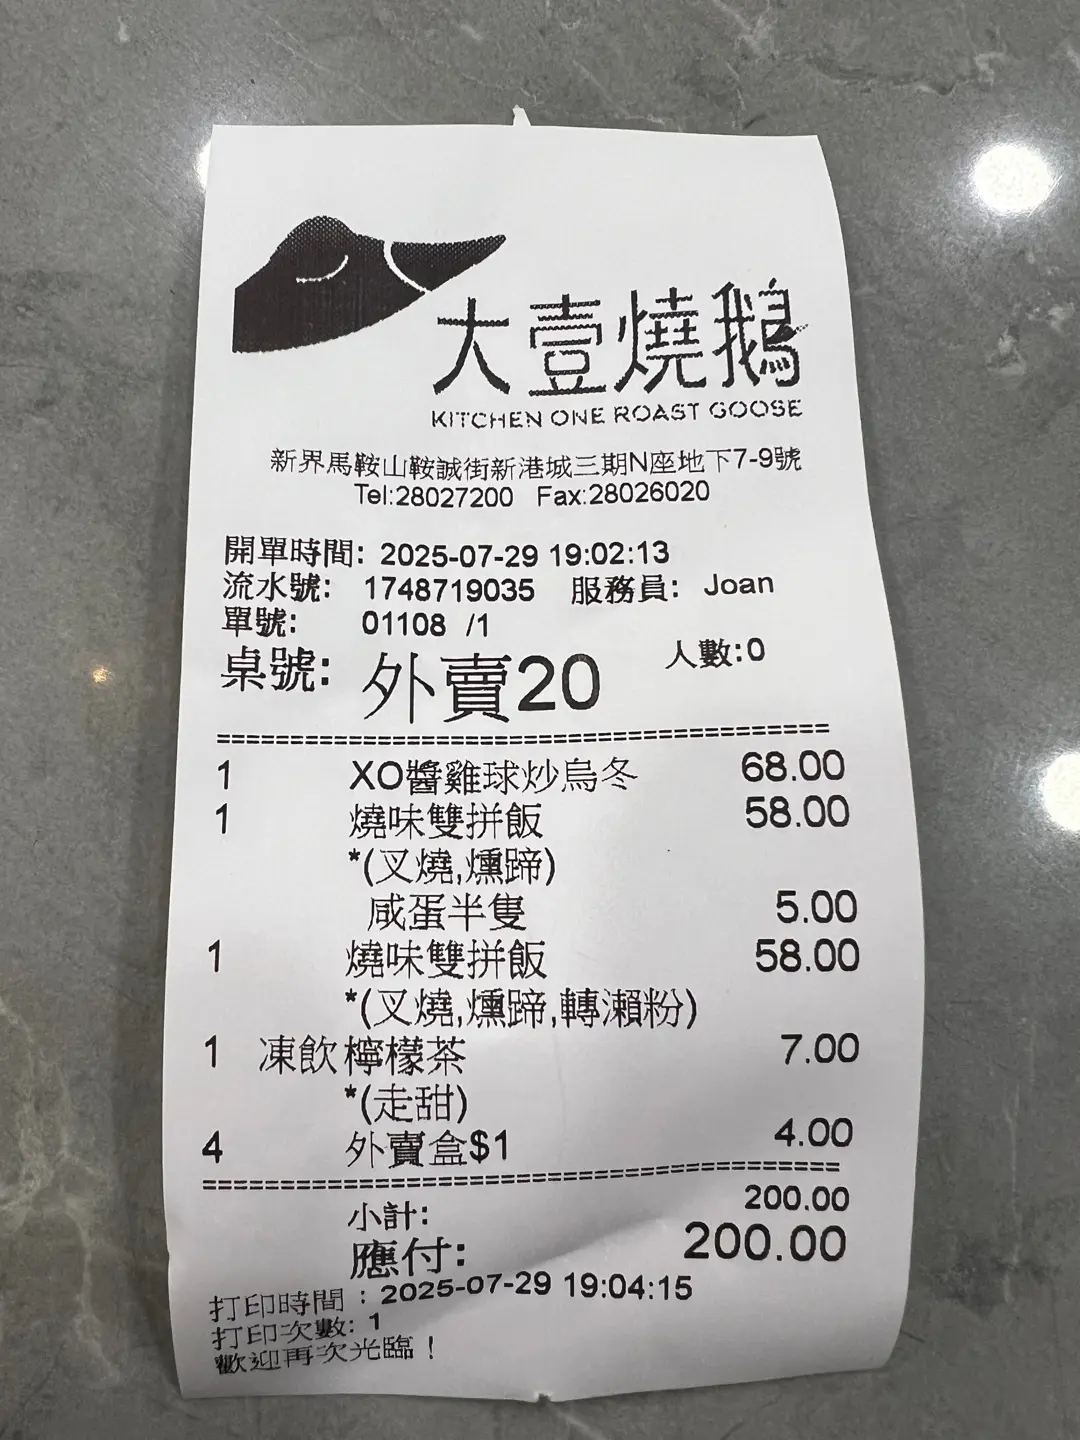 大壹燒鵝
KITCHEN ONE ROAST GOOSE
新界馬鞍山鞍誠街新港城三期N座地下7-9號
Tel:28027200 Fax:28026020
開單時間: 2025-07-29 19:02:13
流水號: 1748719035 服務員: Joan
單號: 01108 /1
桌號: 外賣20 人數:0
1 XO醬雞球炒烏冬 68.00
1 燒味雙拼飯 58.00
*(叉燒,燻蹄)
咸蛋半隻 5.00
1 燒味雙拼飯 58.00
*(叉燒,燻蹄,轉瀨粉)
1 凍飲檸檬茶 7.00
*(走甜)
4 外賣盒$1 4.00
小計: 200.00
應付: 200.00
打印時間 : 2025-07-29 19:04:15
打印次數: 1
歡迎再次光臨！